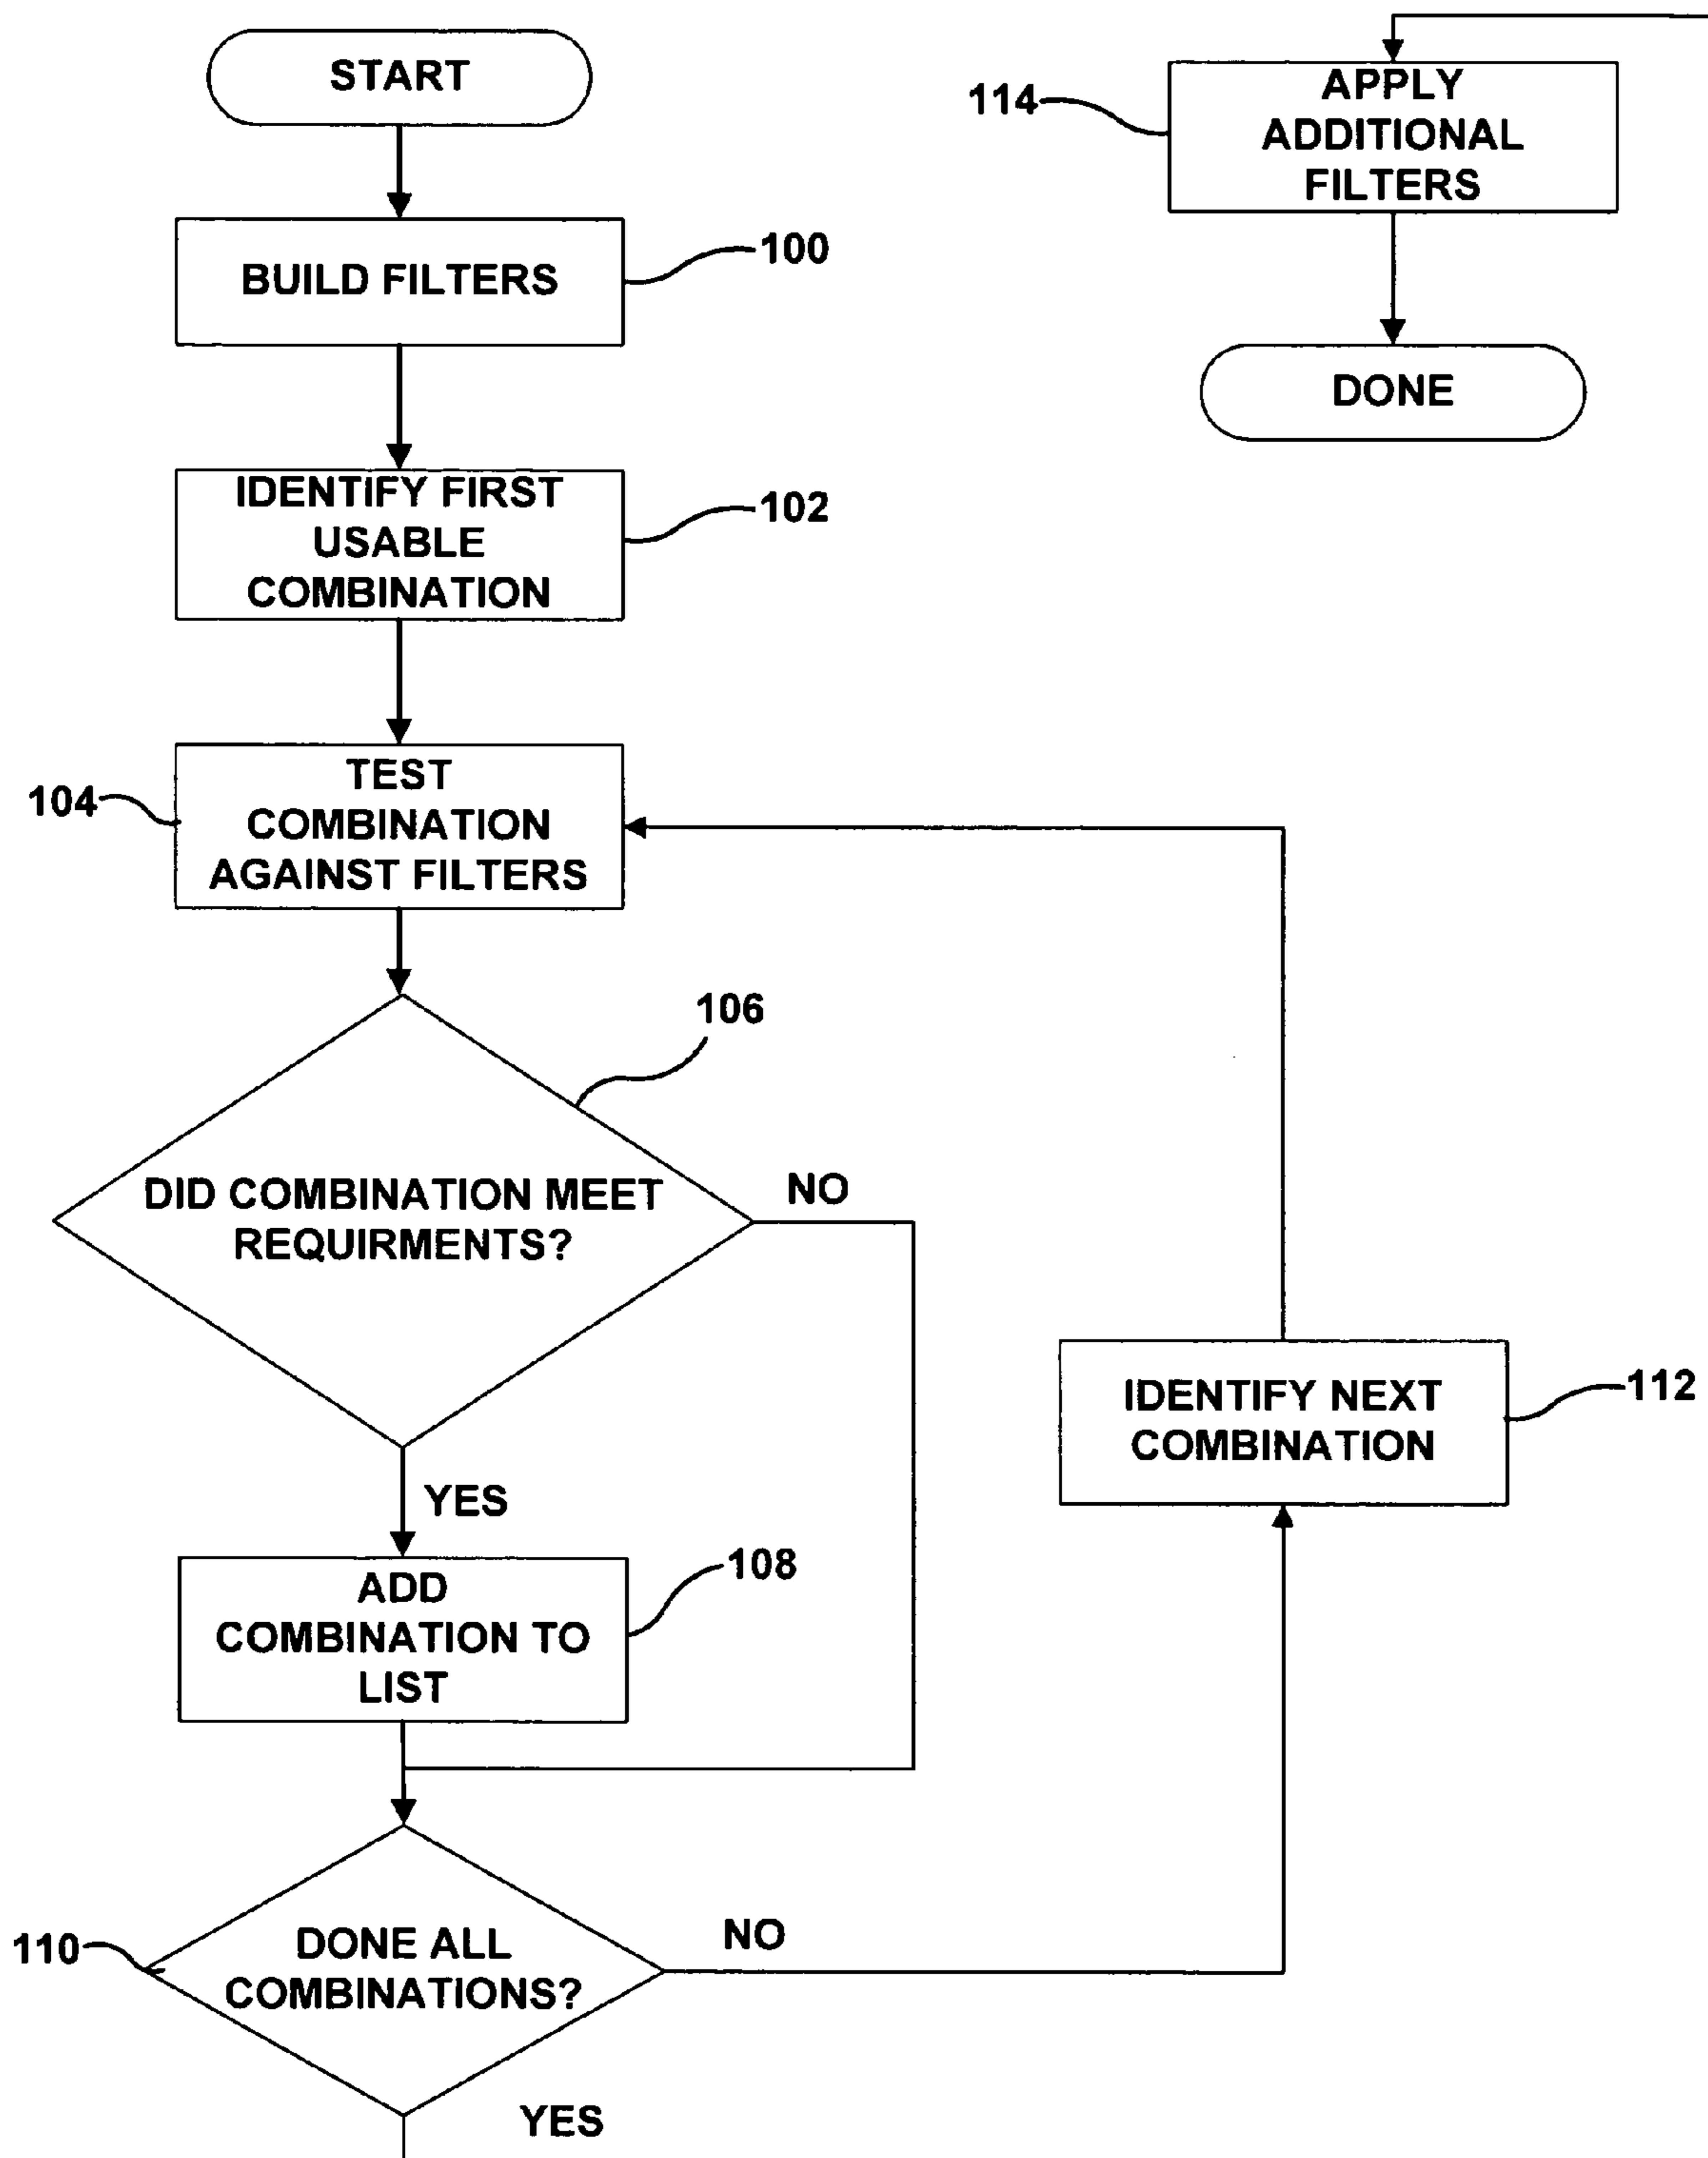 START
BUILD FILTERS
100
IDENTIFY FIRST
USABLE
COMBINATION
102
TEST
COMBINATION
AGAINST FILTERS
104
106
DID COMBINATION MEET
REQUIRMENTS?
NO
YES
ADD
COMBINATION TO
LIST
108
110
DONE ALL
COMBINATIONS?
NO
YES
IDENTIFY NEXT
COMBINATION
112
114
APPLY
ADDITIONAL
FILTERS
DONE